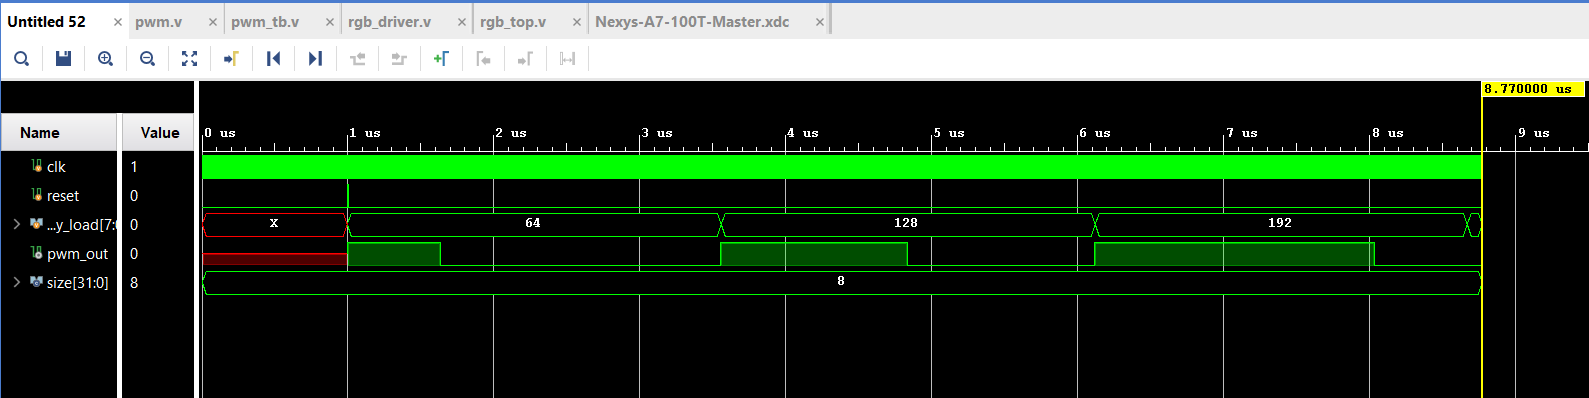 Untitled 52 × pwm.v × pwm_tb.v × rgb_driver.v × rgb_top.v × Nexys-A7-100T-Master.xdc ×
8.770000 us
Name Value 0 us 1 us 2 us 3 us 4 us 5 us 6 us 7 us 8 us 9 us
clk 1
reset 0
...y_load[7:0 0 X 64 128 192
pwm_out 0
size[31:0] 8 8